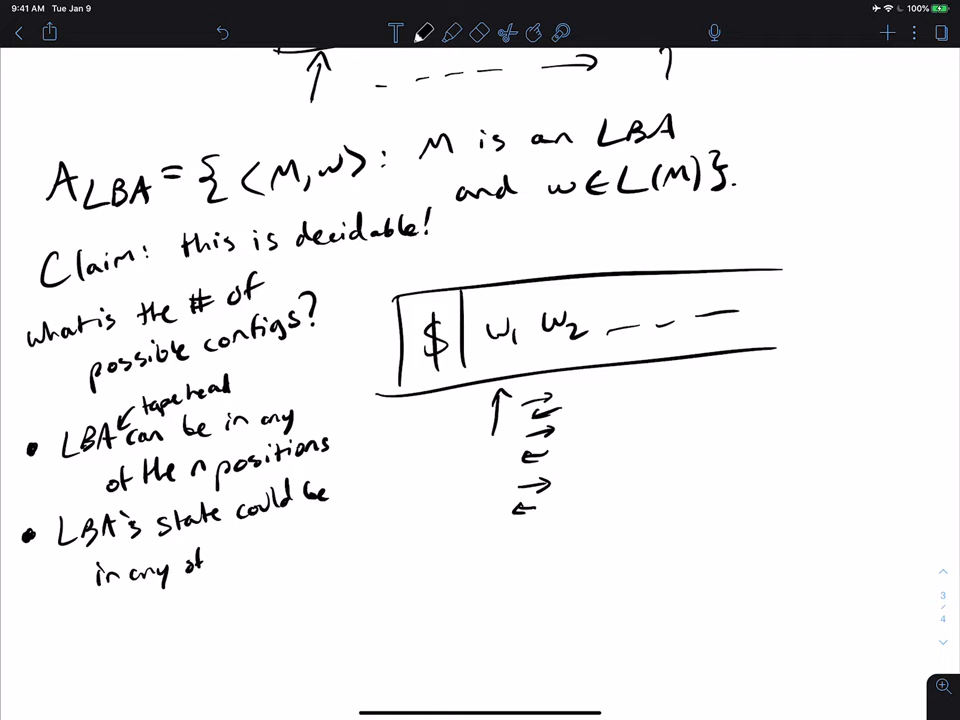 9:41 AM Tue Jan 9
100%
A_LBA = { <M, w> : M is an LBA
and w ∈ L(M) }.
Claim: this is decidable!
what is the # of
possible configs?
$ w₁ w₂
tape head
• LBA can be in any
of the n positions
• LBA's state could be
in any of
3
/
4